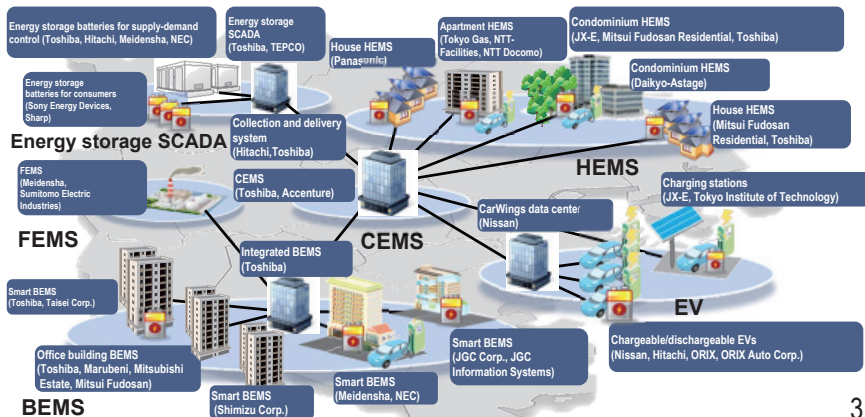 Energy storage batteries for supply-demand
control (Toshiba, Hitachi, Meidensha, NEC)
Energy storage
SCADA
(Toshiba, TEPCO)
House HEMS
(Panasonic)
Apartment HEMS
(Tokyo Gas, NTT-
Facilities, NTT Docomo)
Condominium HEMS
(JX-E, Mitsui Fudosan Residential, Toshiba)
Condominium HEMS
(Daikyo-Astage)
Energy storage
batteries for consumers
(Sony Energy Devices,
Sharp)
Energy storage SCADA
Collection and delivery
system
(Hitachi,Toshiba)
House HEMS
(Mitsui Fudosan
Residential, Toshiba)
HEMS
FEMS
(Meidensha,
Sumitomo Electric
Industries)
CEMS
(Toshiba, Accenture)
Charging stations
(JX-E, Tokyo Institute of Technology)
CarWings data center
(Nissan)
FEMS
CEMS
Integrated BEMS
(Toshiba)
Smart BEMS
(Toshiba, Taisei Corp.)
EV
Office building BEMS
(Toshiba, Marubeni, Mitsubishi
Estate, Mitsui Fudosan)
Smart BEMS
(JGC Corp., JGC
Information Systems)
Chargeable/dischargeable EVs
(Nissan, Hitachi, ORIX, ORIX Auto Corp.)
Smart BEMS
(Shimizu Corp.)
Smart BEMS
(Meidensha, NEC)
BEMS
3